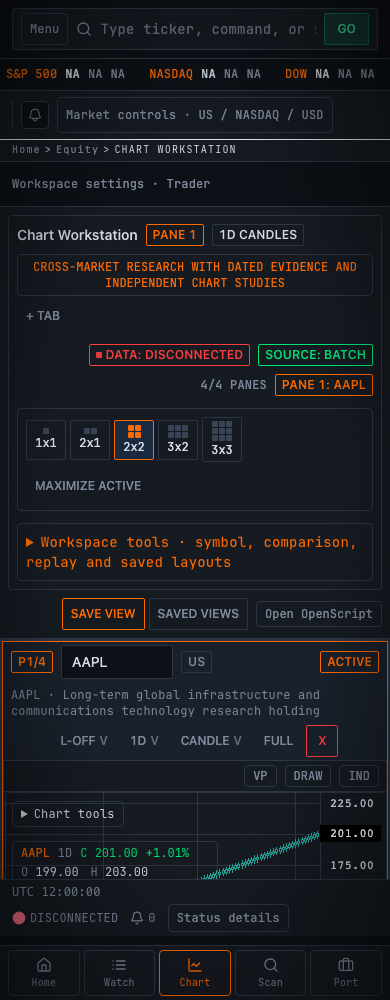 Menu Type ticker, command, or : GO
S&P 500 NA NA NA NASDAQ NA NA NA DOW NA NA NA
Market controls · US / NASDAQ / USD
Home > Equity > CHART WORKSTATION
Workspace settings · Trader
Chart Workstation PANE 1 1D CANDLES
CROSS-MARKET RESEARCH WITH DATED EVIDENCE AND
INDEPENDENT CHART STUDIES
+ TAB
DATA: DISCONNECTED SOURCE: BATCH
4/4 PANES PANE 1: AAPL
1x1 2x1 2x2 3x2 3x3
MAXIMIZE ACTIVE
▶ Workspace tools · symbol, comparison,
replay and saved layouts
SAVE VIEW SAVED VIEWS Open OpenScript
P1/4 AAPL US ACTIVE
AAPL · Long-term global infrastructure and
communications technology research holding
L-OFF V 1D V CANDLE V FULL X
VP DRAW IND
▶ Chart tools
225.00
201.00
AAPL 1D C 201.00 +1.01%
175.00
O 199.00 H 203.00
UTC 12:00:00
DISCONNECTED 0 Status details
Home Watch Chart Scan Port